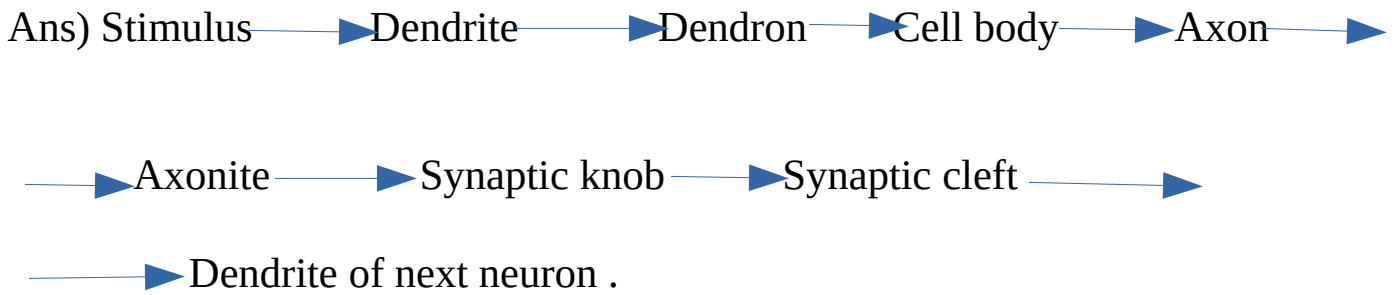 Ans) Stimulus Dendrite Dendron Cell body Axon
Axonite Synaptic knob Synaptic cleft
Dendrite of next neuron .